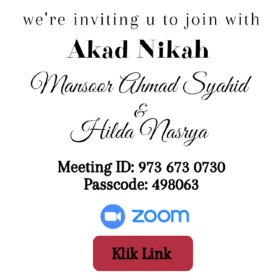 we're inviting u to join with
Akad Nikah
Mansoor Ahmad Syahid
&
Hilda Nasrya
Meeting ID: 973 673 0730
Passcode: 498063
zoom
Klik Link